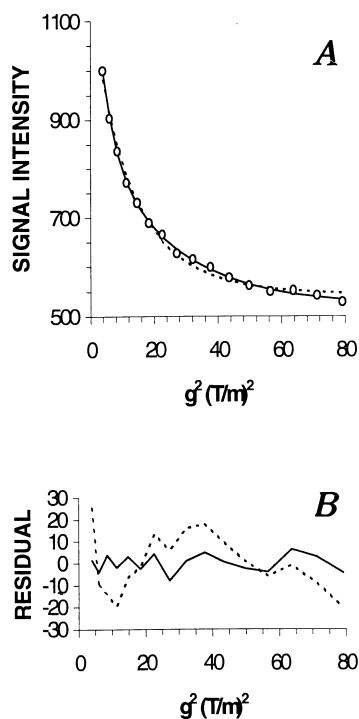 A
SIGNAL INTENSITY
1100
900
700
500
0 20 40 60 80
g² (T/m)²
B
RESIDUAL
30
20
10
0
-10
-20
-30
0 20 40 60 80
g² (T/m)²